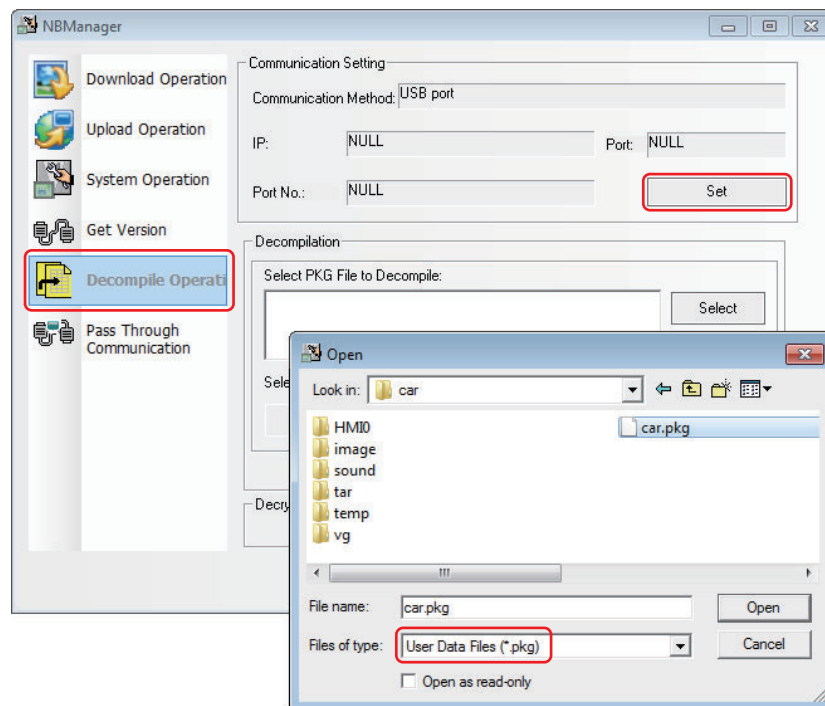 NBManager
Download Operation
Upload Operation
System Operation
Get Version
Decompile Operati
Pass Through
Communication
Communication Setting
Communication Method: USB port
IP: NULL Port: NULL
Port No.: NULL Set
Decompilation
Select PKG File to Decompile:
Select
Sele
Decry
Open
Look in: car
HMI0 car.pkg
image
sound
tar
temp
vg
File name: car.pkg Open
Files of type: User Data Files (*.pkg) Cancel
Open as read-only